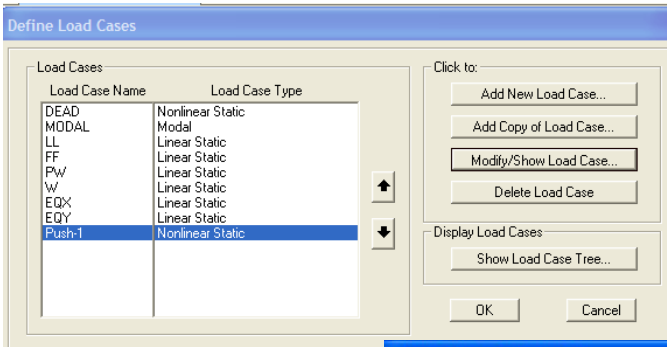 Define Load Cases
Load Cases
Load Case Name Load Case Type
DEAD Nonlinear Static
MODAL Modal
LL Linear Static
FF Linear Static
PW Linear Static
W Linear Static
EQX Linear Static
EQY Linear Static
Push-1 Nonlinear Static
Click to:
Add New Load Case...
Add Copy of Load Case...
Modify/Show Load Case...
Delete Load Case
Display Load Cases
Show Load Case Tree...
OK Cancel